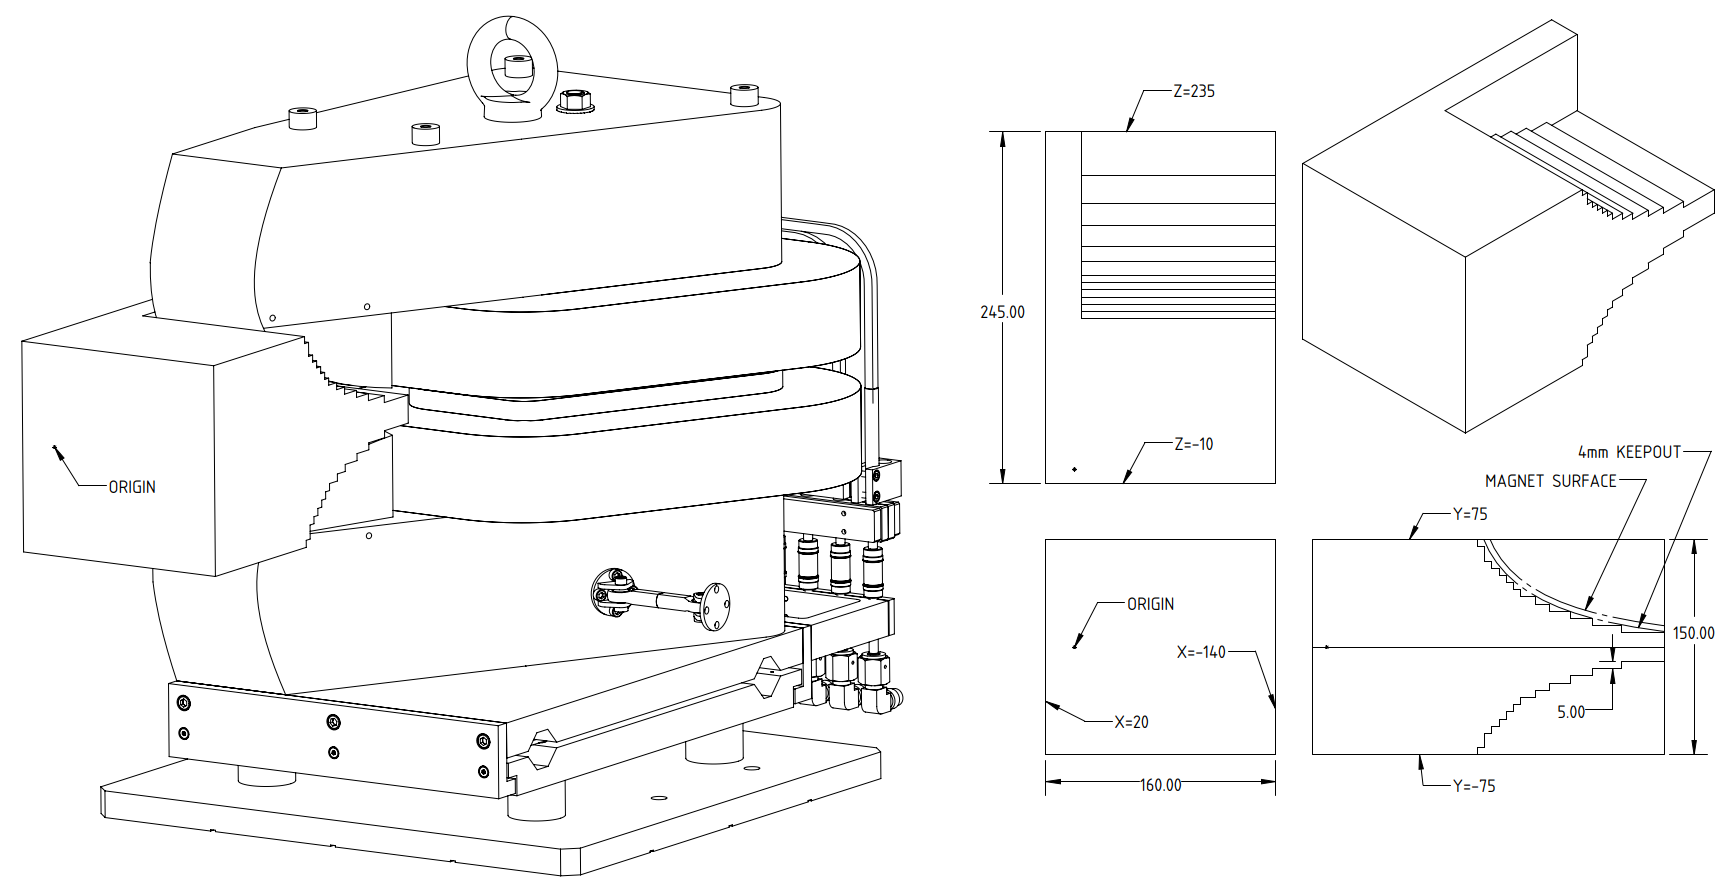 ORIGIN
Z=235
245.00
Z=-10
4mm KEEPOUT
MAGNET SURFACE
Y=75
ORIGIN
X=-140
X=20
160.00
150.00
5.00
Y=-75